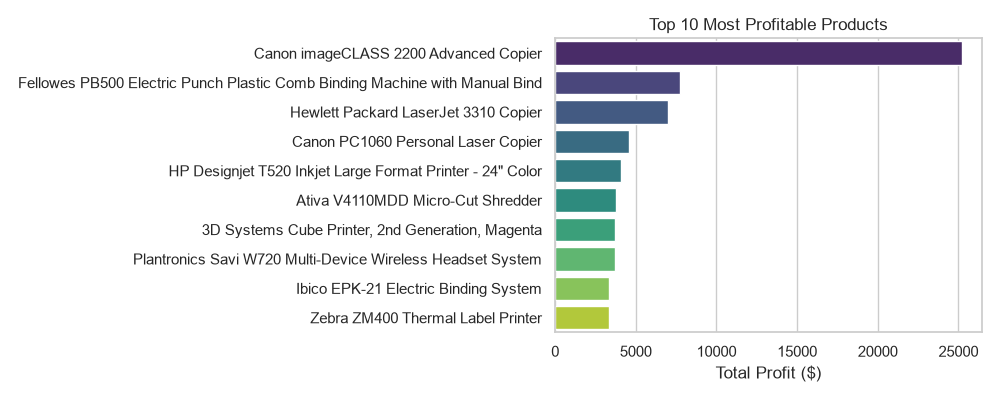 Top 10 Most Profitable Products
Canon imageCLASS 2200 Advanced Copier
Fellowes PB500 Electric Punch Plastic Comb Binding Machine with Manual Bind
Hewlett Packard LaserJet 3310 Copier
Canon PC1060 Personal Laser Copier
HP Designjet T520 Inkjet Large Format Printer - 24" Color
Ativa V4110MDD Micro-Cut Shredder
3D Systems Cube Printer, 2nd Generation, Magenta
Plantronics Savi W720 Multi-Device Wireless Headset System
Ibico EPK-21 Electric Binding System
Zebra ZM400 Thermal Label Printer
0 5000 10000 15000 20000 25000
Total Profit ($)